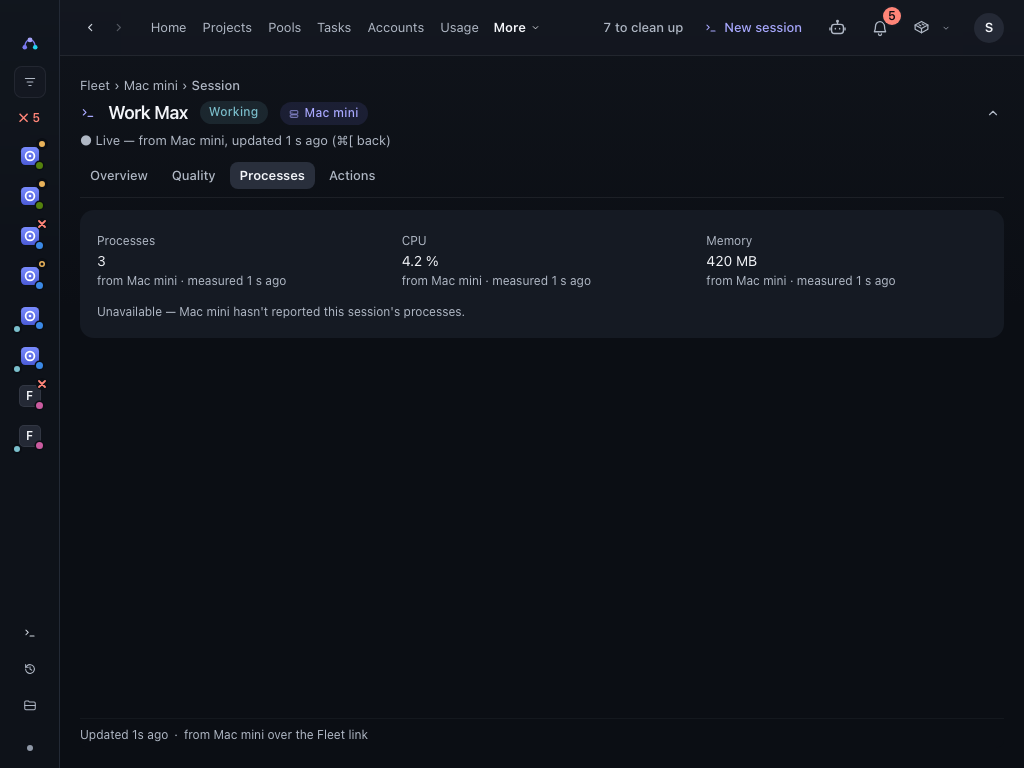 Home Projects Pools Tasks Accounts Usage More 7 to clean up >_ New session 5 S
5
Fleet › Mac mini › Session
>_ Work Max Working Mac mini
Live — from Mac mini, updated 1 s ago (⌘[ back)
Overview Quality Processes Actions
Processes CPU Memory
3 4.2 % 420 MB
from Mac mini · measured 1 s ago from Mac mini · measured 1 s ago from Mac mini · measured 1 s ago
Unavailable — Mac mini hasn't reported this session's processes.
F
F
Updated 1s ago · from Mac mini over the Fleet link